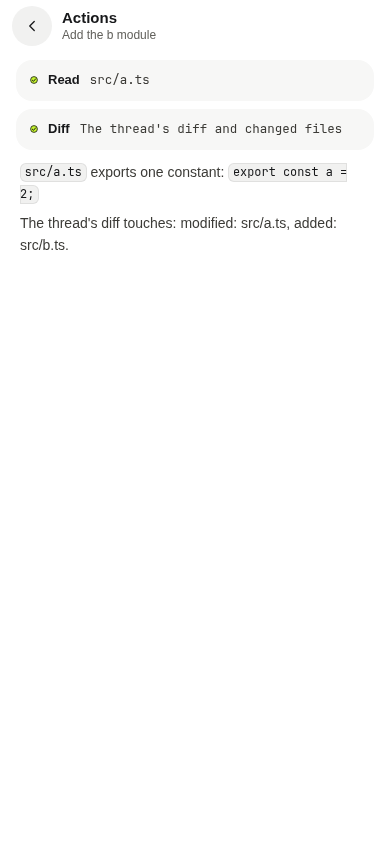 Actions
Add the b module
Read src/a.ts
Diff The thread's diff and changed files
src/a.ts exports one constant: export const a =
2;
The thread's diff touches: modified: src/a.ts, added:
src/b.ts.